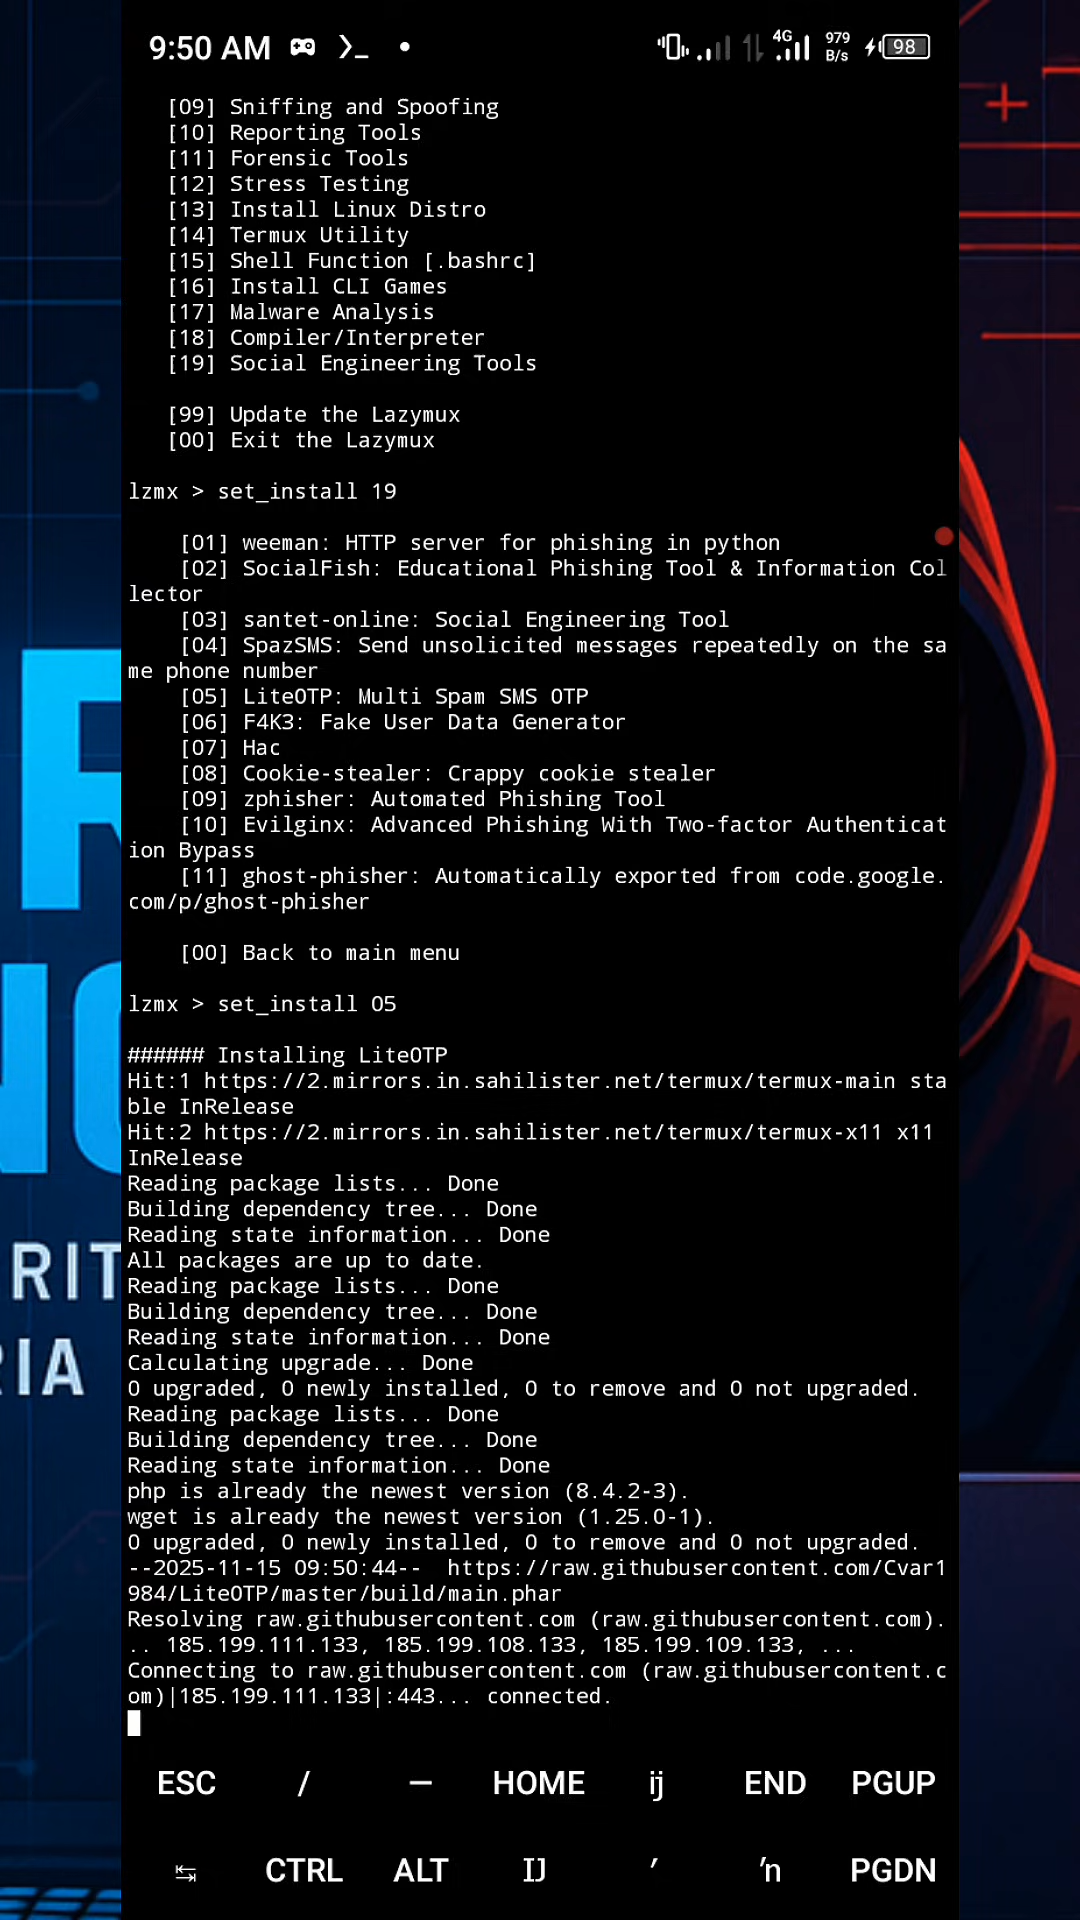 9:50 AM
4G
979
B/s
98
[09] Sniffing and Spoofing
[10] Reporting Tools
[11] Forensic Tools
[12] Stress Testing
[13] Install Linux Distro
[14] Termux Utility
[15] Shell Function [.bashrc]
[16] Install CLI Games
[17] Malware Analysis
[18] Compiler/Interpreter
[19] Social Engineering Tools
[99] Update the Lazymux
[00] Exit the Lazymux
lzmx > set_install 19
[01] weeman: HTTP server for phishing in python
[02] SocialFish: Educational Phishing Tool & Information Col
lector
[03] santet-online: Social Engineering Tool
[04] SpazSMS: Send unsolicited messages repeatedly on the sa
me phone number
[05] LiteOTP: Multi Spam SMS OTP
[06] F4K3: Fake User Data Generator
[07] Hac
[08] Cookie-stealer: Crappy cookie stealer
[09] zphisher: Automated Phishing Tool
[10] Evilginx: Advanced Phishing With Two-factor Authenticat
ion Bypass
[11] ghost-phisher: Automatically exported from code.google.
com/p/ghost-phisher
[00] Back to main menu
lzmx > set_install 05
###### Installing LiteOTP
Hit:1 https://2.mirrors.in.sahilister.net/termux/termux-main sta
ble InRelease
Hit:2 https://2.mirrors.in.sahilister.net/termux/termux-x11 x11
InRelease
Reading package lists... Done
Building dependency tree... Done
Reading state information... Done
All packages are up to date.
Reading package lists... Done
Building dependency tree... Done
Reading state information... Done
Calculating upgrade... Done
0 upgraded, 0 newly installed, 0 to remove and 0 not upgraded.
Reading package lists... Done
Building dependency tree... Done
Reading state information... Done
php is already the newest version (8.4.2-3).
wget is already the newest version (1.25.0-1).
0 upgraded, 0 newly installed, 0 to remove and 0 not upgraded.
--2025-11-15 09:50:44--  https://raw.githubusercontent.com/Cvar1
984/LiteOTP/master/build/main.phar
Resolving raw.githubusercontent.com (raw.githubusercontent.com).
.. 185.199.111.133, 185.199.108.133, 185.199.109.133, ...
Connecting to raw.githubusercontent.com (raw.githubusercontent.c
om)|185.199.111.133|:443... connected.
ESC / — HOME ĳ END PGUP
↹ CTRL ALT Ĳ ′ ŉ PGDN
R
NG
RIT
RIA